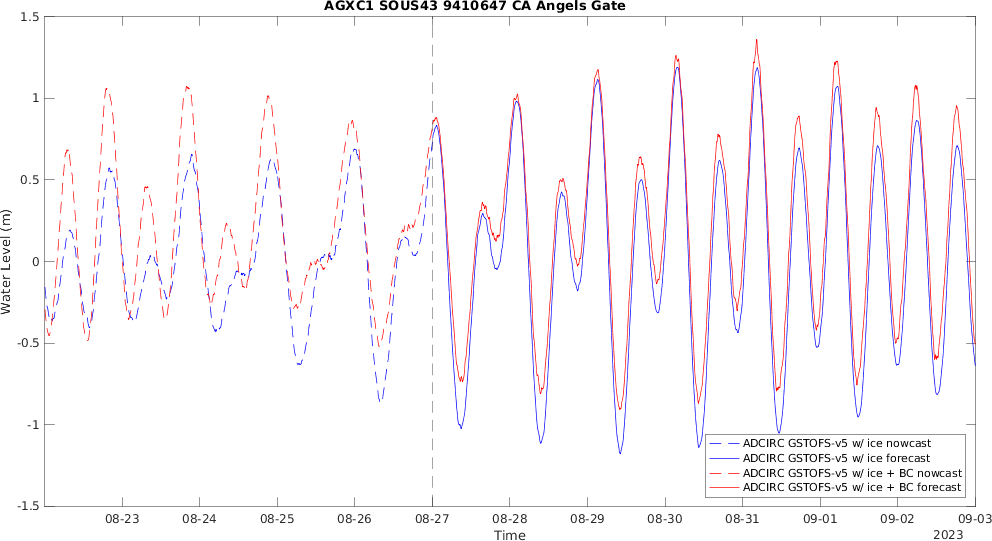 AGXC1 SOUS43 9410647 CA Angels Gate
1.5
1
0.5
0
-0.5
-1
-1.5
Water Level (m)
ADCIRC GSTOFS-v5 w/ ice nowcast
ADCIRC GSTOFS-v5 w/ ice forecast
ADCIRC GSTOFS-v5 w/ ice + BC nowcast
ADCIRC GSTOFS-v5 w/ ice + BC forecast
08-23 08-24 08-25 08-26 08-27 08-28 08-29 08-30 08-31 09-01 09-02 09-03
Time
2023